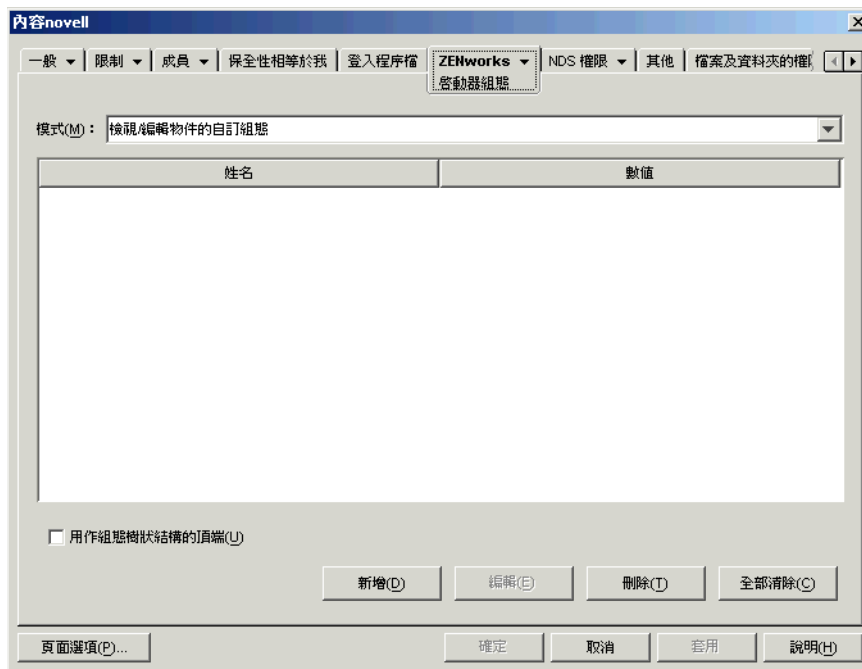 內容novell
一般 限制 成員 保全性相等於我 登入程序檔 ZENworks NDS 權限 其他 檔案及資料夾的權
啓動器組態
模式(M)： 檢視/編輯物件的自訂組態
姓名 數值
用作組態樹狀結構的頂端(U)
新增(D) 編輯(E) 刪除(T) 全部清除(C)
頁面選項(P)... 確定 取消 套用 說明(H)